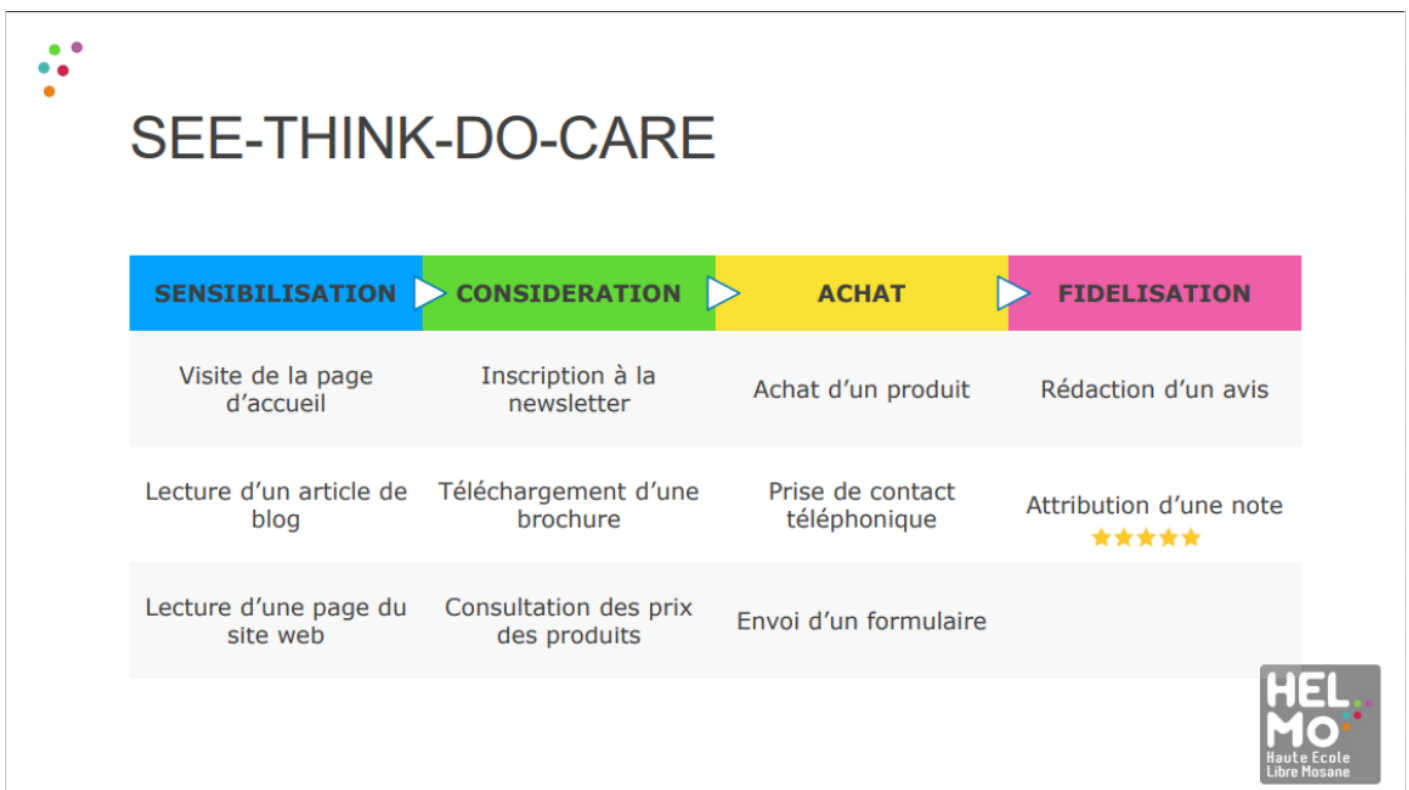 SEE-THINK-DO-CARE
SENSIBILISATION
CONSIDERATION
ACHAT
FIDELISATION
Visite de la page
d’accueil
Inscription à la
newsletter
Achat d’un produit
Rédaction d’un avis
Lecture d’un article de
blog
Téléchargement d’une
brochure
Prise de contact
téléphonique
Attribution d’une note
Lecture d’une page du
site web
Consultation des prix
des produits
Envoi d’un formulaire
HEL
MO
Haute Ecole
Libre Mosane